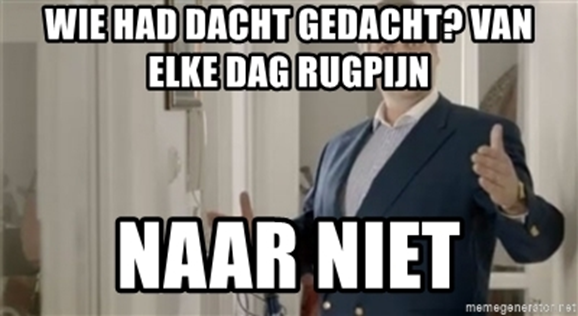 WIE HAD DACHT GEDACHT? VAN
ELKE DAG RUGPIJN
NAAR NIET
memegenerator.net